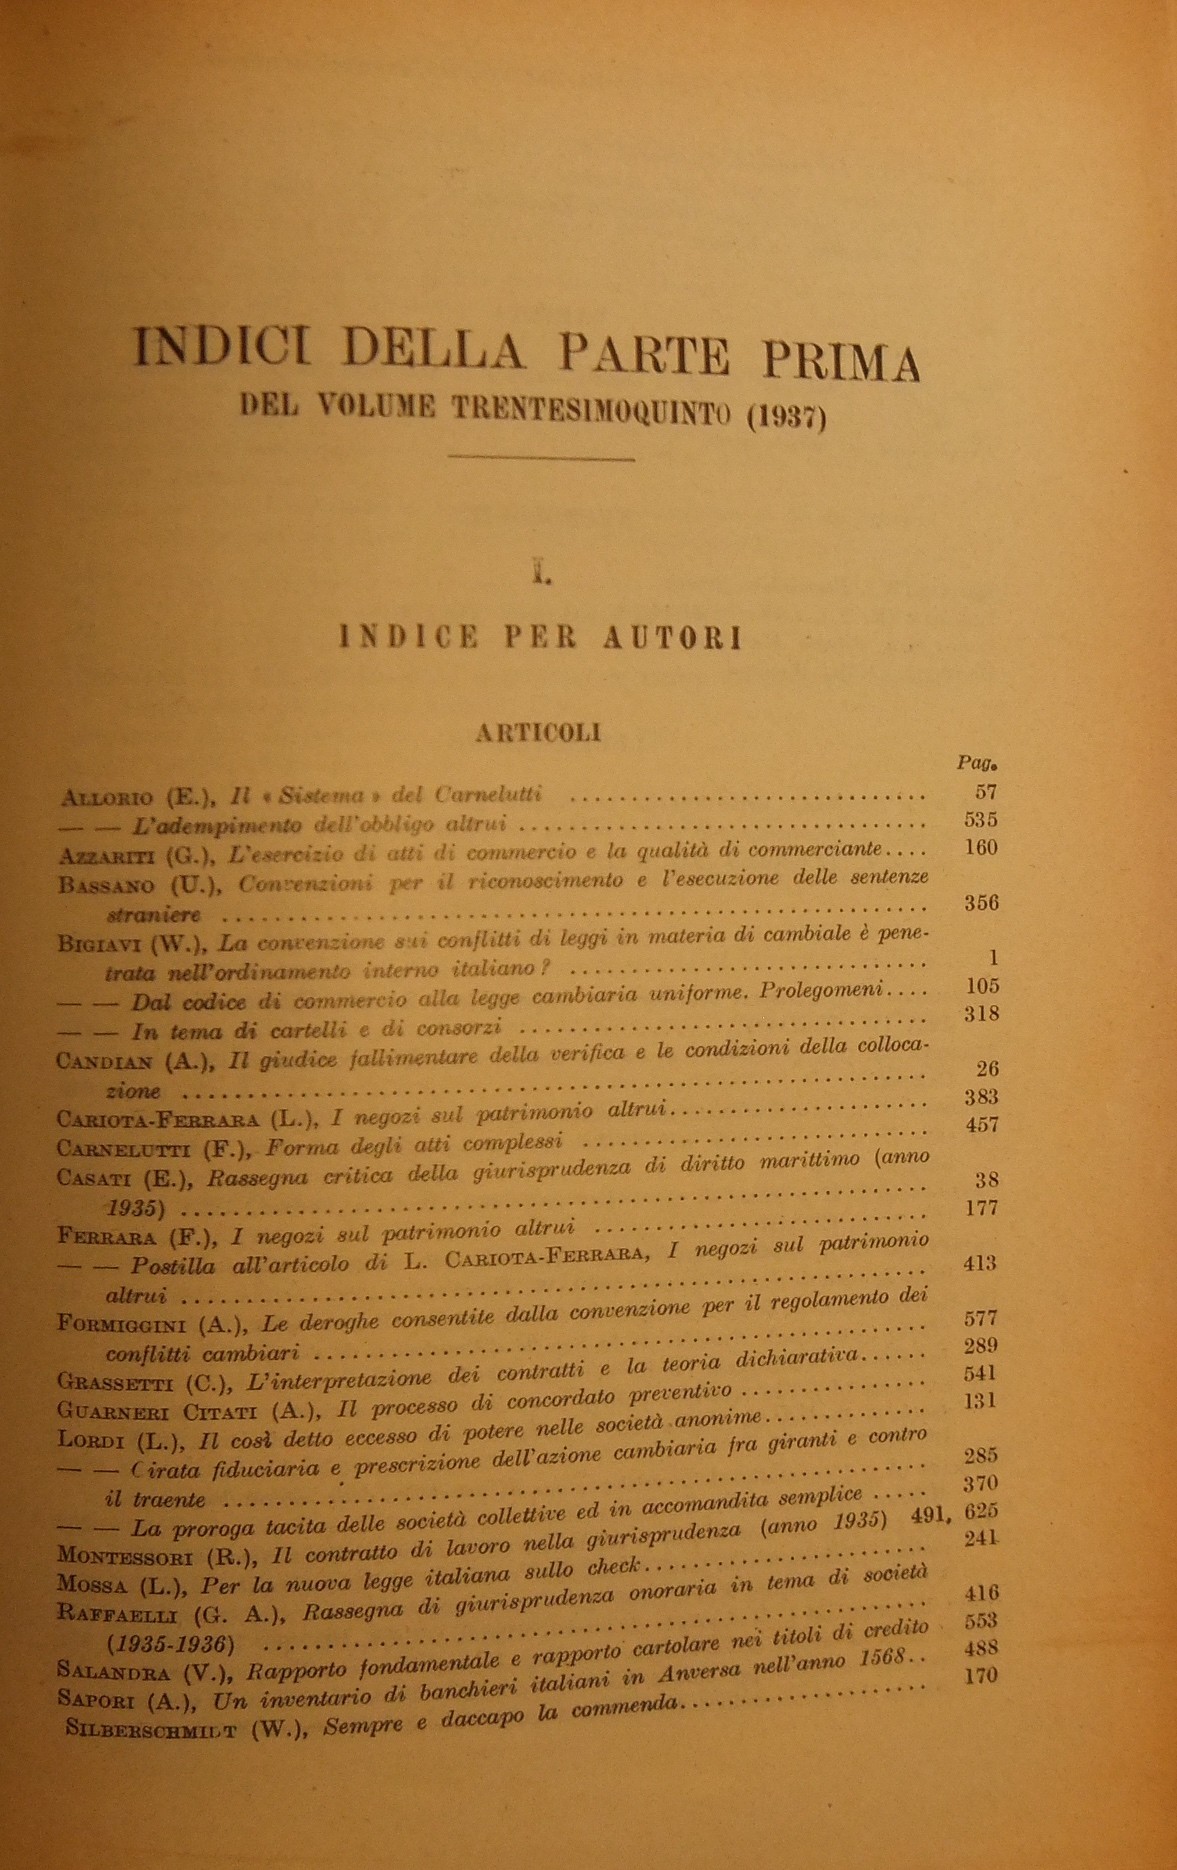 INDICI DELLA PARTE PRIMA
DEL VOLUME TRENTESIMOQUINTO (1937)
I.
INDICE PER AUTORI
ARTICOLI
Pag.
ALLORIO (E.), Il « Sistema » del Carnelutti .............................. 57
— — L'adempimento dell'obbligo altrui ................................ 535
AZZARITI (G.), L'esercizio di atti di commercio e la qualità di commerciante.... 160
BASSANO (U.), Convenzioni per il riconoscimento e l'esecuzione delle sentenze
straniere ........................................................ 356
BIGIAVI (W.), La convenzione sui conflitti di leggi in materia di cambiale è pene-
trata nell'ordinamento interno italiano? ............................ 1
— — Dal codice di commercio alla legge cambiaria uniforme. Prolegomeni.... 105
— — In tema di cartelli e di consorzi ................................ 318
CANDIAN (A.), Il giudice fallimentare della verifica e le condizioni della colloca-
zione .......................................................... 26
CARIOTA-FERRARA (L.), I negozi sul patrimonio altrui.................... 383
CARNELUTTI (F.), Forma degli atti complessi ........................... 457
CASATI (E.), Rassegna critica della giurisprudenza di diritto marittimo (anno
1935) .......................................................... 38
FERRARA (F.), I negozi sul patrimonio altrui .......................... 177
— — Postilla all'articolo di L. CARIOTA-FERRARA, I negozi sul patrimonio
altrui .......................................................... 413
FORMIGGINI (A.), Le deroghe consentite dalla convenzione per il regolamento dei
conflitti cambiari ................................................ 577
GRASSETTI (C.), L'interpretazione dei contratti e la teoria dichiarativa...... 289
GUARNERI CITATI (A.), Il processo di concordato preventivo ............... 541
LORDI (L.), Il così detto eccesso di potere nelle società anonime............. 131
— — Girata fiduciaria e prescrizione dell'azione cambiaria fra giranti e contro
il traente ....................................................... 285
— — La proroga tacita delle società collettive ed in accomandita semplice ..... 370
MONTESSORI (R.), Il contratto di lavoro nella giurisprudenza (anno 1935) 491, 625
MOSSA (L.), Per la nuova legge italiana sullo check....................... 241
RAFFAELLI (G. A.), Rassegna di giurisprudenza onoraria in tema di società
(1935-1936) .................................................... 416
SALANDRA (V.), Rapporto fondamentale e rapporto cartolare nei titoli di credito 553
SAPORI (A.), Un inventario di banchieri italiani in Anversa nell'anno 1568.. 488
SILBERSCHMIDT (W.), Sempre e daccapo la commenda.................... 170